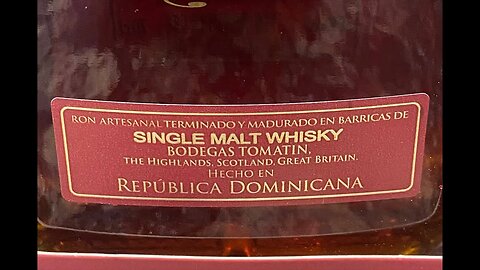 RON ARTESANAL TERMINADO Y MADURADO EN BARRICAS DE
SINGLE MALT WHISKY
BODEGAS TOMATIN,
THE HIGHLANDS, SCOTLAND, GREAT BRITAIN.
HECHO EN
REPÚBLICA DOMINICANA